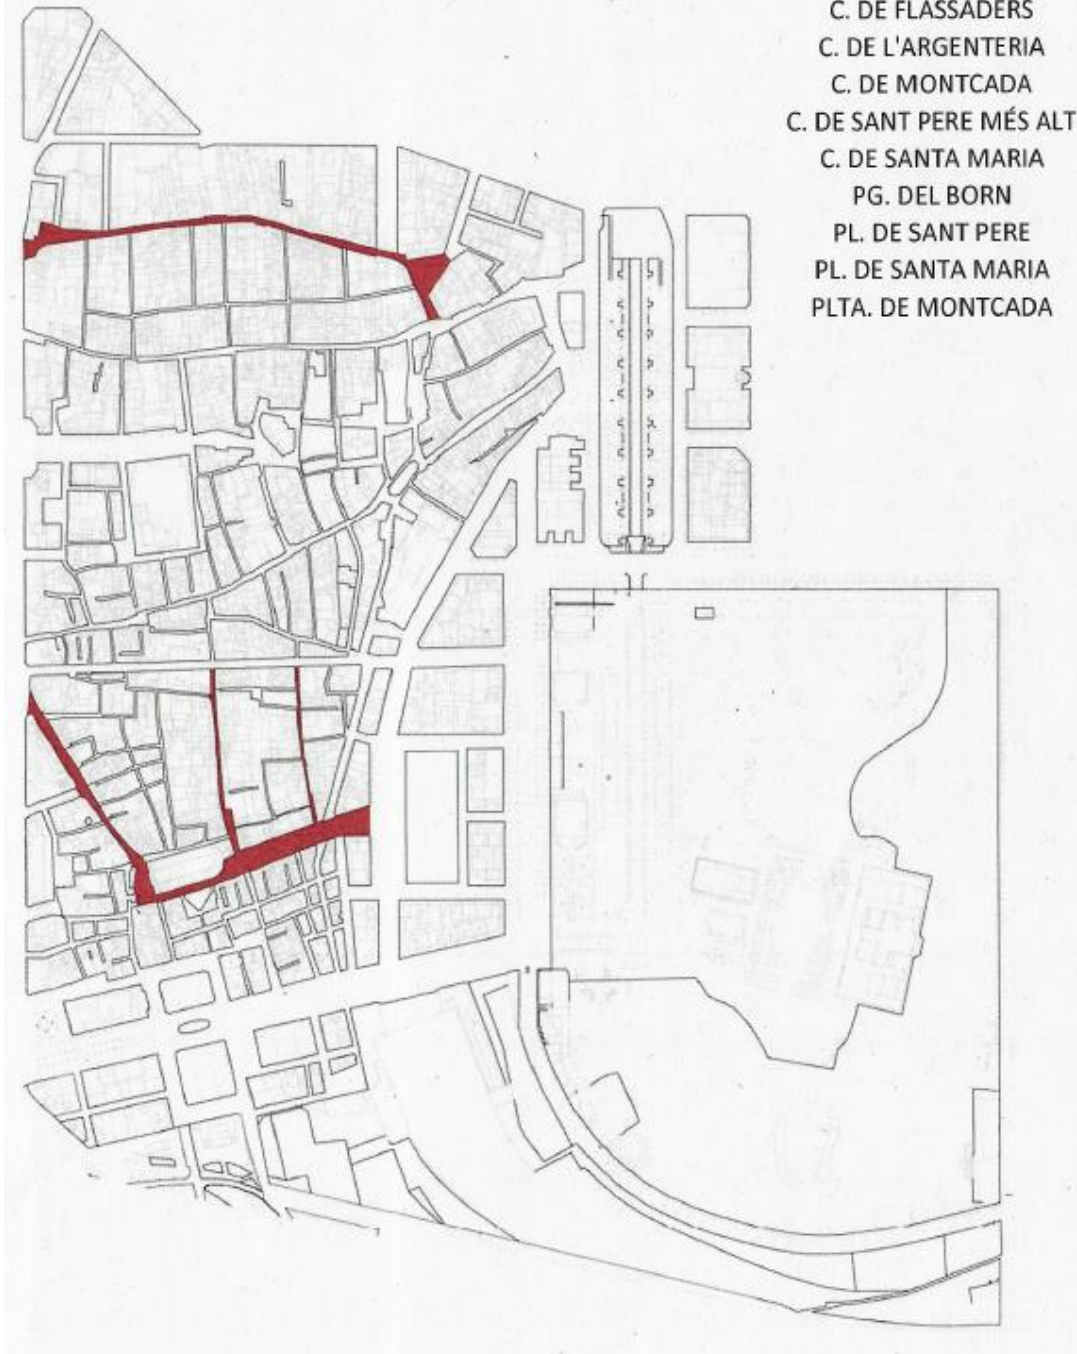 C. DE FLASSADERS
C. DE L'ARGENTERIA
C. DE MONTCADA
C. DE SANT PERE MÉS ALT
C. DE SANTA MARIA
PG. DEL BORN
PL. DE SANT PERE
PL. DE SANTA MARIA
PLTA. DE MONTCADA